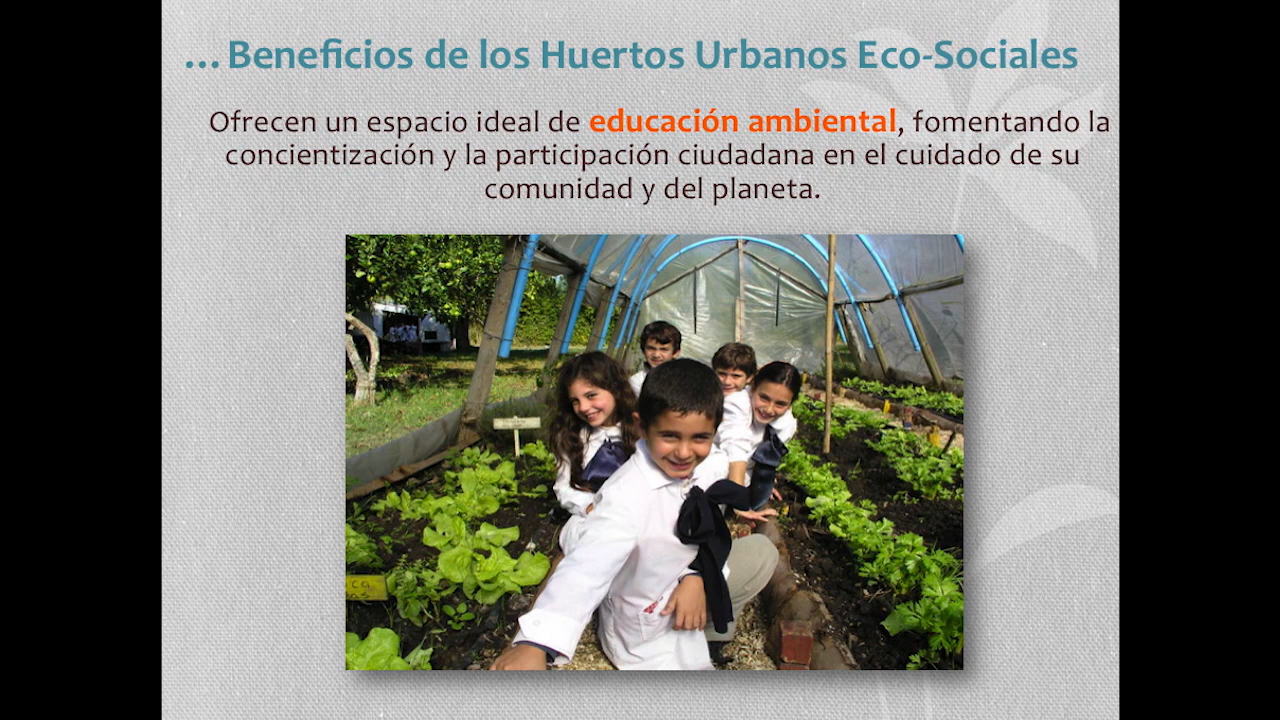 …Beneficios de los Huertos Urbanos Eco-Sociales
Ofrecen un espacio ideal de educación ambiental, fomentando la
concientización y la participación ciudadana en el cuidado de su
comunidad y del planeta.